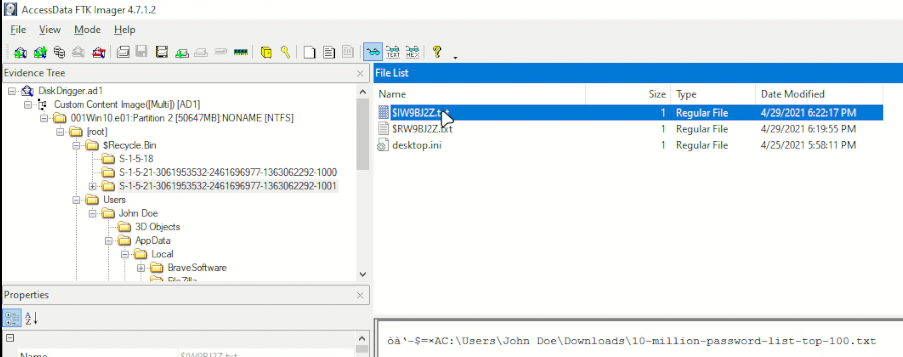 AccessData FTK Imager 4.7.1.2
File View Mode Help
Evidence Tree
DiskDrigger.ad1
Custom Content Image([Multi]) [AD1]
001Win10.e01:Partition 2 [50647MB]:NONAME [NTFS]
[root]
$Recycle.Bin
S-1-5-18
S-1-5-21-3061953532-2461696977-1363062292-1000
S-1-5-21-3061953532-2461696977-1363062292-1001
Users
John Doe
3D Objects
AppData
Local
BraveSoftware
FileZilla
Properties
Name $IW9BJ2Z.txt
File List
Name Size Type Date Modified
$IW9BJ2Z.txt 1 Regular File 4/29/2021 6:22:17 PM
$RW9BJ2Z.txt 1 Regular File 4/29/2021 6:19:55 PM
desktop.ini 1 Regular File 4/25/2021 5:58:11 PM
òà‘–$=×AC:\Users\John Doe\Downloads\10-million-password-list-top-100.txt